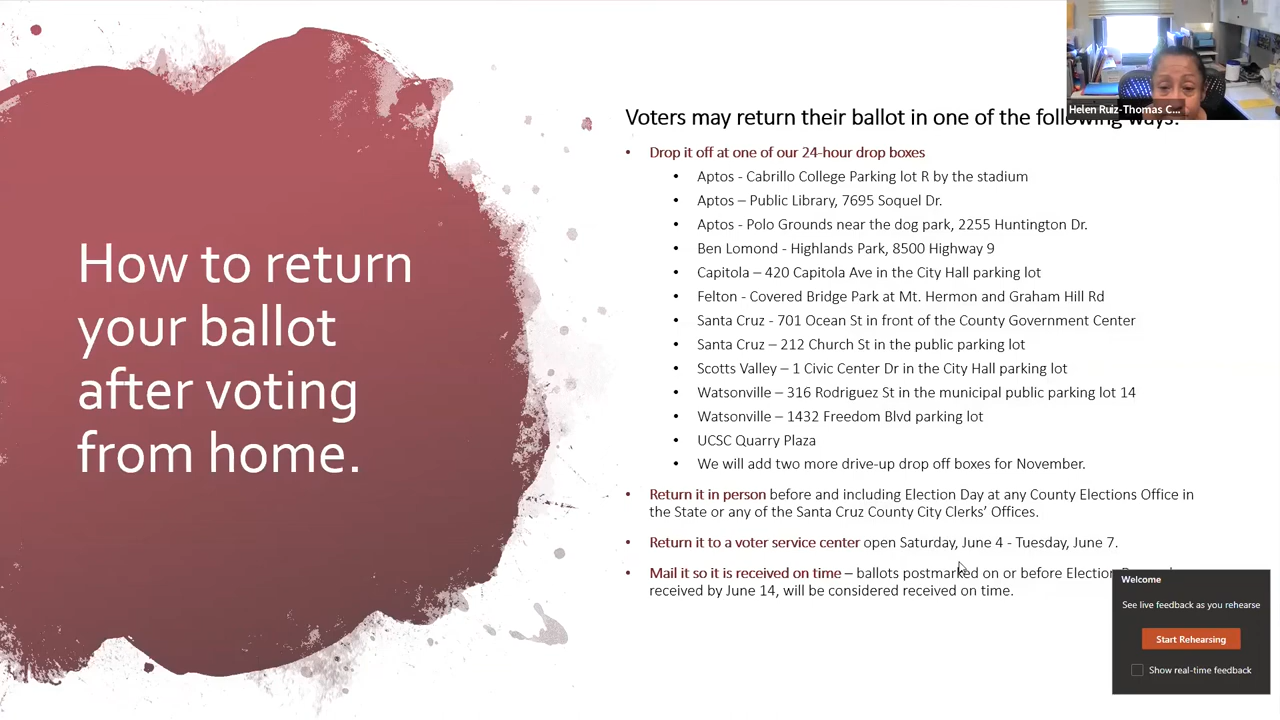 How to return
your ballot
after voting
from home.
Voters may return their ballot in one of the following ways:
Drop it off at one of our 24-hour drop boxes
Aptos - Cabrillo College Parking lot R by the stadium
Aptos – Public Library, 7695 Soquel Dr.
Aptos - Polo Grounds near the dog park, 2255 Huntington Dr.
Ben Lomond - Highlands Park, 8500 Highway 9
Capitola – 420 Capitola Ave in the City Hall parking lot
Felton - Covered Bridge Park at Mt. Hermon and Graham Hill Rd
Santa Cruz - 701 Ocean St in front of the County Government Center
Santa Cruz – 212 Church St in the public parking lot
Scotts Valley – 1 Civic Center Dr in the City Hall parking lot
Watsonville – 316 Rodriguez St in the municipal public parking lot 14
Watsonville – 1432 Freedom Blvd parking lot
UCSC Quarry Plaza
We will add two more drive-up drop off boxes for November.
Return it in person before and including Election Day at any County Elections Office in
the State or any of the Santa Cruz County City Clerks’ Offices.
Return it to a voter service center open Saturday, June 4 - Tuesday, June 7.
Mail it so it is received on time – ballots postmarked on or before Election
received by June 14, will be considered received on time.
Helen Ruiz-Thomas C...
Welcome
See live feedback as you rehearse
Start Rehearsing
Show real-time feedback